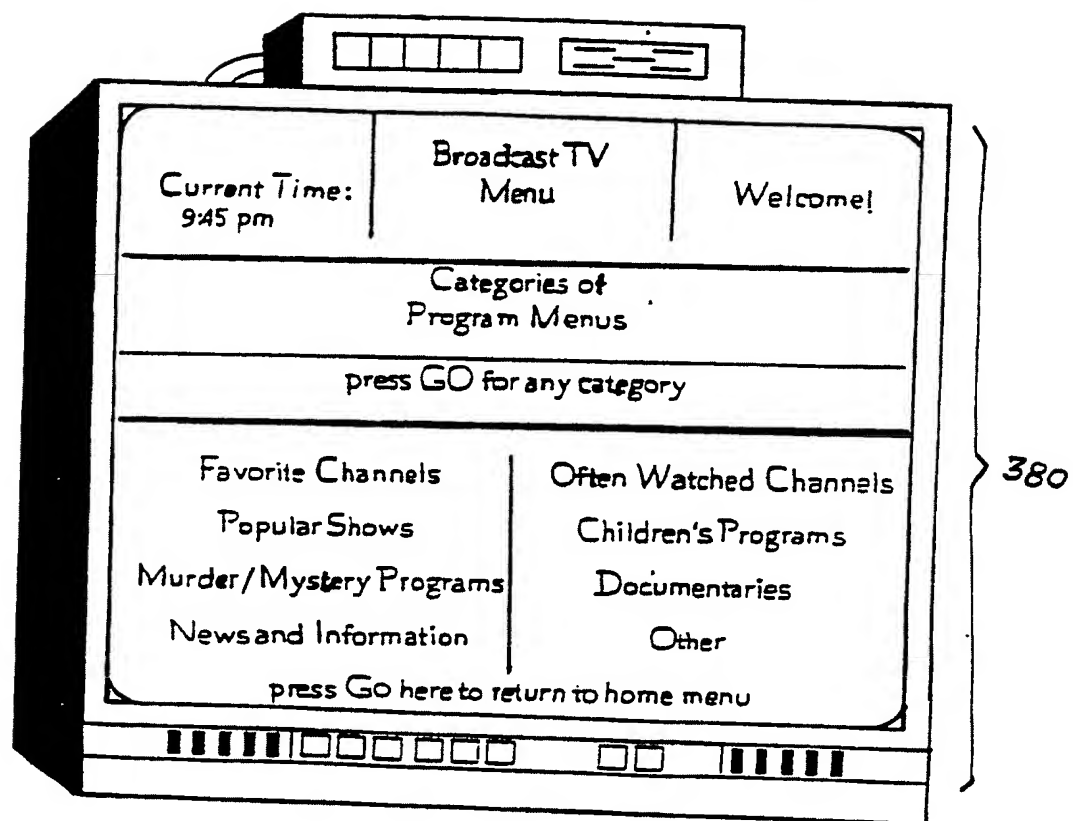 Current Time:
9:45 pm
Broadcast TV
Menu
Welcome!
Categories of
Program Menus
press GO for any category
Favorite Channels
Popular Shows
Murder/Mystery Programs
News and Information
Often Watched Channels
Children's Programs
Documentaries
Other
press Go here to return to home menu
380